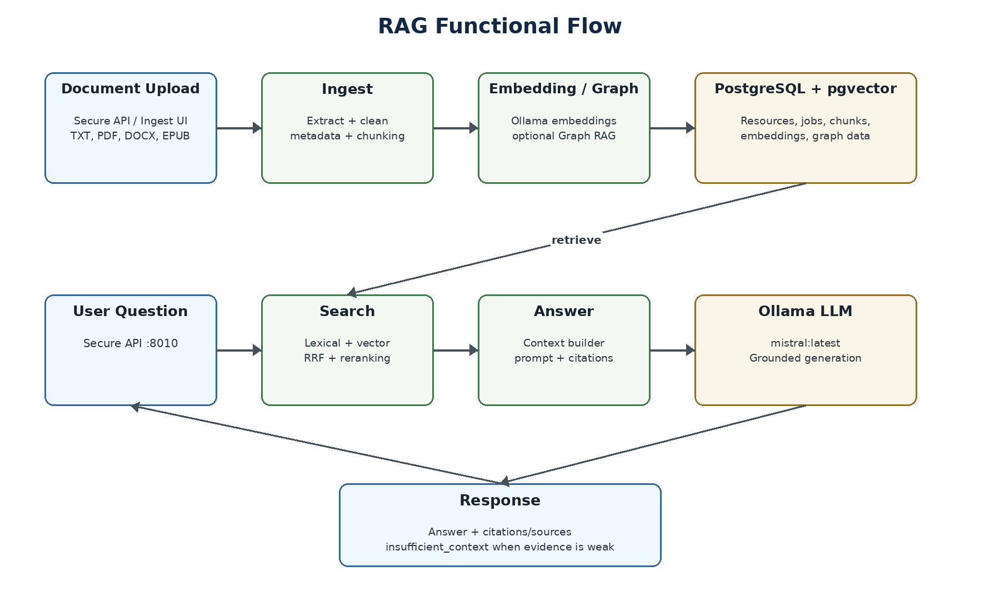 RAG Functional Flow
Document Upload
Secure API / Ingest UI
TXT, PDF, DOCX, EPUB
Ingest
Extract + clean
metadata + chunking
Embedding / Graph
Ollama embeddings
optional Graph RAG
PostgreSQL + pgvector
Resources, jobs, chunks,
embeddings, graph data
retrieve
User Question
Secure API :8010
Search
Lexical + vector
RRF + reranking
Answer
Context builder
prompt + citations
Ollama LLM
mistral:latest
Grounded generation
Response
Answer + citations/sources
insufficient_context when evidence is weak